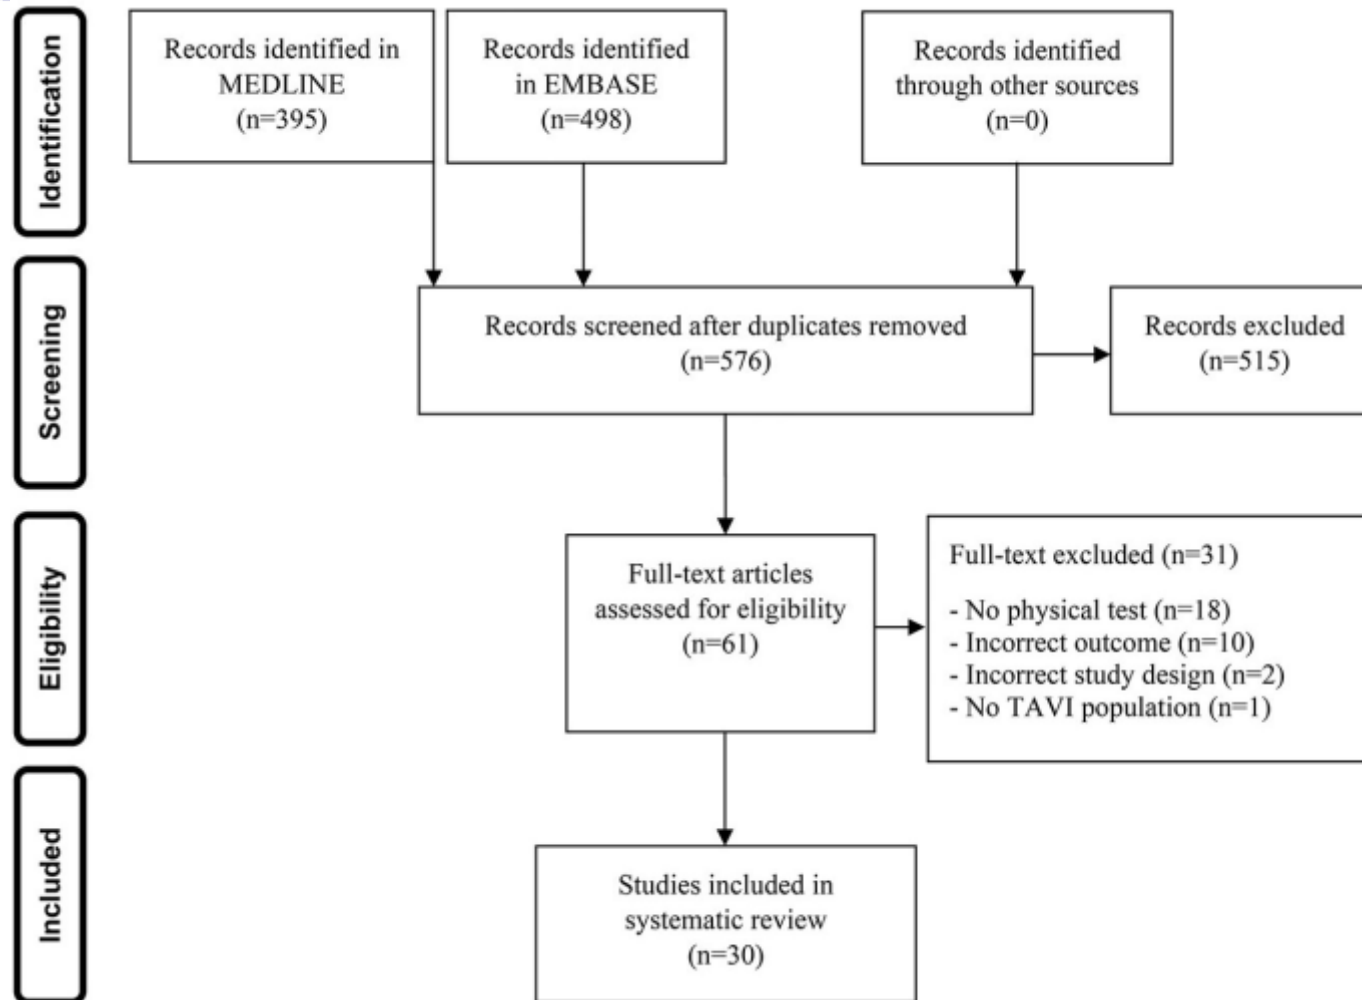 Identification
Records identified in
MEDLINE
(n=395)
Records identified
in EMBASE
(n=498)
Records identified
through other sources
(n=0)
Screening
Records screened after duplicates removed
(n=576)
Records excluded
(n=515)
Eligibility
Full-text articles
assessed for eligibility
(n=61)
Full-text excluded (n=31)
- No physical test (n=18)
- Incorrect outcome (n=10)
- Incorrect study design (n=2)
- No TAVI population (n=1)
Included
Studies included in
systematic review
(n=30)